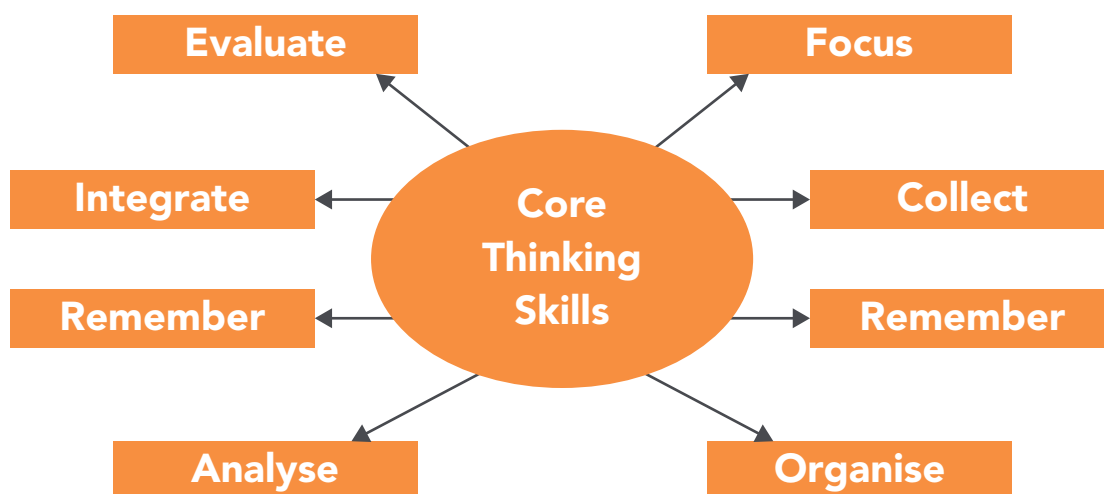 Evaluate
Focus
Integrate
Core
Thinking
Skills
Collect
Remember
Remember
Analyse
Organise